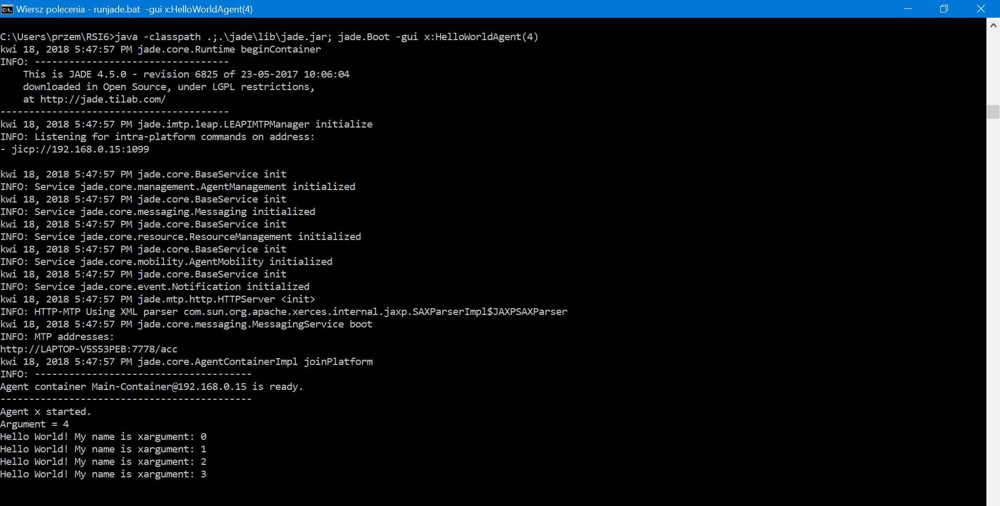 Wiersz polecenia - runjade.bat  -gui x:HelloWorldAgent(4)
C:\Users\przem\RSI6>java -classpath .;.\jade\lib\jade.jar; jade.Boot -gui x:HelloWorldAgent(4)
kwi 18, 2018 5:47:57 PM jade.core.Runtime beginContainer
INFO: ----------------------------------
    This is JADE 4.5.0 - revision 6825 of 23-05-2017 10:06:04
    downloaded in Open Source, under LGPL restrictions,
    at http://jade.tilab.com/
----------------------------------------
kwi 18, 2018 5:47:57 PM jade.imtp.leap.LEAPIMTPManager initialize
INFO: Listening for intra-platform commands on address:
- jicp://192.168.0.15:1099
kwi 18, 2018 5:47:57 PM jade.core.BaseService init
INFO: Service jade.core.management.AgentManagement initialized
kwi 18, 2018 5:47:57 PM jade.core.BaseService init
INFO: Service jade.core.messaging.Messaging initialized
kwi 18, 2018 5:47:57 PM jade.core.BaseService init
INFO: Service jade.core.resource.ResourceManagement initialized
kwi 18, 2018 5:47:57 PM jade.core.BaseService init
INFO: Service jade.core.mobility.AgentMobility initialized
kwi 18, 2018 5:47:57 PM jade.core.BaseService init
INFO: Service jade.core.event.Notification initialized
kwi 18, 2018 5:47:57 PM jade.mtp.http.HTTPServer <init>
INFO: HTTP-MTP Using XML parser com.sun.org.apache.xerces.internal.jaxp.SAXParserImpl$JAXPSAXParser
kwi 18, 2018 5:47:57 PM jade.core.messaging.MessagingService boot
INFO: MTP addresses:
http://LAPTOP-V5S53PEB:7778/acc
kwi 18, 2018 5:47:57 PM jade.core.AgentContainerImpl joinPlatform
INFO: --------------------------------------
Agent container Main-Container@192.168.0.15 is ready.
--------------------------------------------
Agent x started.
Argument = 4
Hello World! My name is xargument: 0
Hello World! My name is xargument: 1
Hello World! My name is xargument: 2
Hello World! My name is xargument: 3